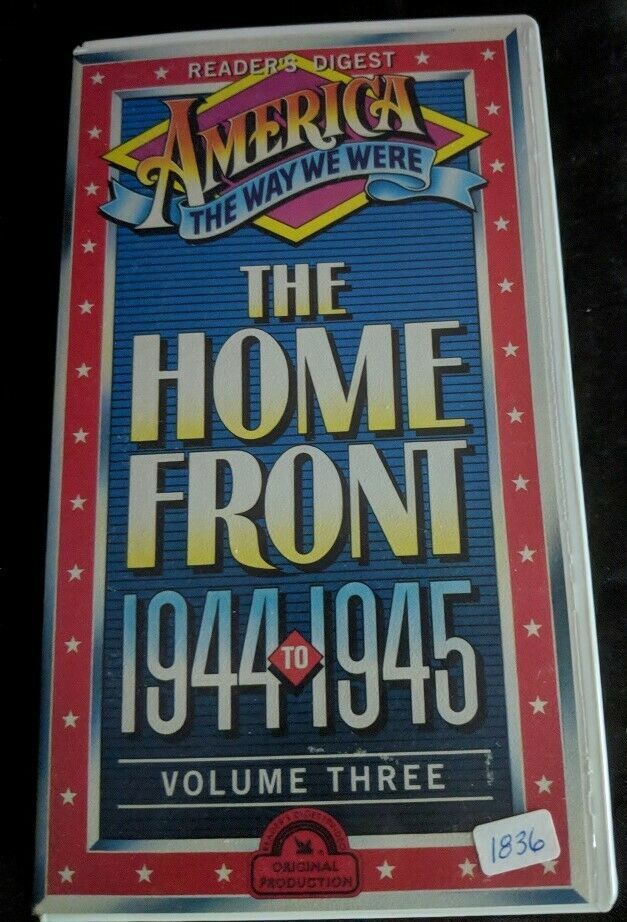 READER'S DIGEST
AMERICA
THE WAY WE WERE
THE
HOME
FRONT
1944 TO 1945
VOLUME THREE
ORIGINAL
PRODUCTION
1836